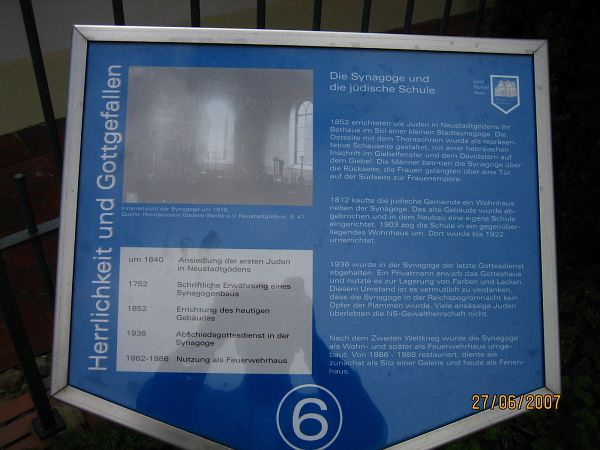 Herrlichkeit und Gottgefallen
Innenansicht der Synagoge um 1910.
Quelle: Heimatverein Gödens-Sande e.V. Neustadtgödens, S. 41.
um 1640 Ansiedlung der ersten Juden
in Neustadtgödens
1752 Schriftliche Erwähnung eines
Synagogenbaus
1852 Errichtung des heutigen
Gebäudes
1936 Abschiedsgottesdienst in der
Synagoge
1962-1986 Nutzung als Feuerwehrhaus
Die Synagoge und
die jüdische Schule
1852 errichteten die Juden in Neustadtgödens ihr
Bethaus im Stil einer kleinen Stadtsynagoge. Die
Ostseite mit dem Thoraschrein wurde als repräsen-
tative Schauseite gestaltet, mit einer hebräischen
Inschrift im Giebelfenster und dem Davidstern auf
dem Giebel. Die Männer betraten die Synagoge über
die Rückseite, die Frauen gelangten über eine Tür
auf der Südseite zur Frauenempore.
1812 kaufte die jüdische Gemeinde ein Wohnhaus
neben der Synagoge. Das alte Gebäude wurde ab-
gebrochen und in dem Neubau eine eigene Schule
eingerichtet. 1903 zog die Schule in ein gegenüber-
liegendes Wohnhaus um. Dort wurde bis 1922
unterrichtet.
1936 wurde in der Synagoge der letzte Gottesdienst
abgehalten. Ein Privatmann erwarb das Gotteshaus
und nutzte es zur Lagerung von Farben und Lacken.
Diesem Umstand ist es vermutlich zu verdanken,
dass die Synagoge in der Reichspogromnacht kein
Opfer der Flammen wurde. Viele ansässige Juden
überlebten die NS-Gewaltherrschaft nicht.
Nach dem Zweiten Weltkrieg wurde die Synagoge
als Wohn- und später als Feuerwehrhaus umge-
baut. Von 1986 - 1988 restauriert, diente sie
zunächst als Sitz einer Galerie und heute als Ferien-
haus.
6
27/06/2007